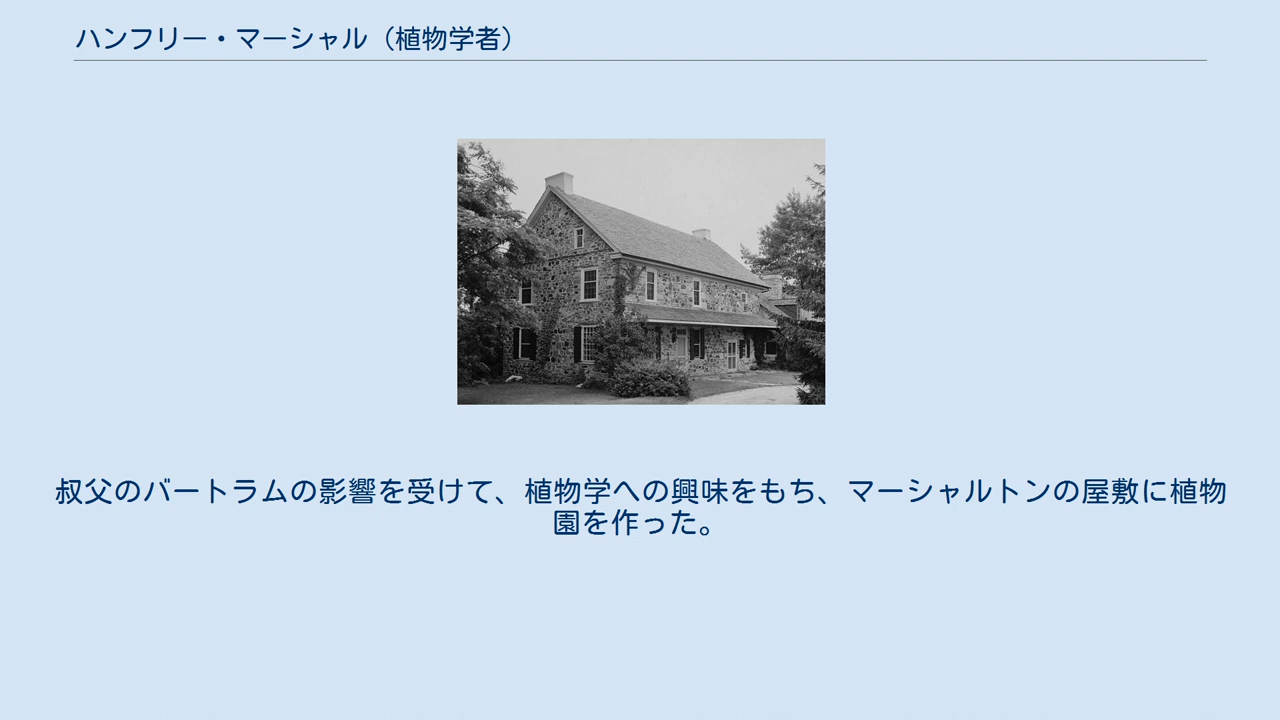 ハンフリー・マーシャル（植物学者）
叔父のバートラムの影響を受けて、植物学への興味をもち、マーシャルトンの屋敷に植物
園を作った。